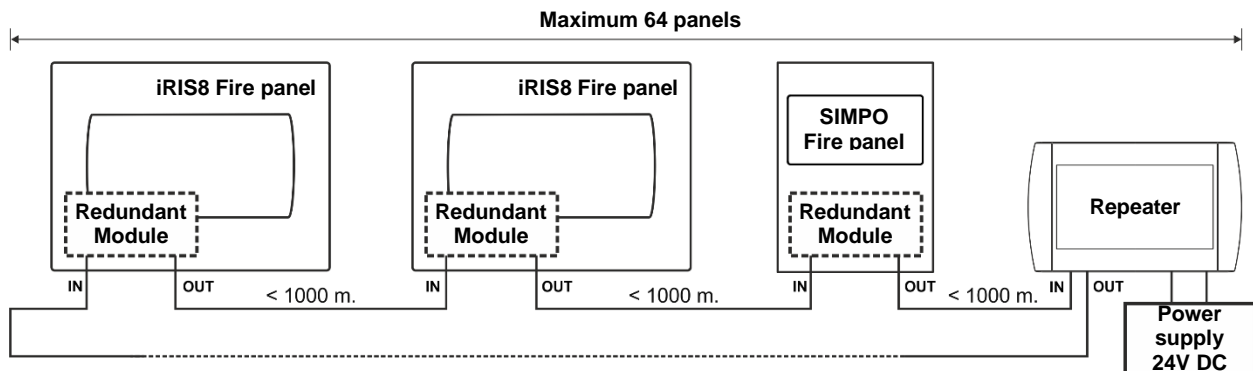 Maximum 64 panels
iRIS8 Fire panel
Redundant
Module
IN
OUT
< 1000 m.
iRIS8 Fire panel
Redundant
Module
IN
OUT
< 1000 m.
SIMPO
Fire panel
Redundant
Module
IN
OUT
< 1000 m.
Repeater
IN
OUT
Power
supply
24V DC